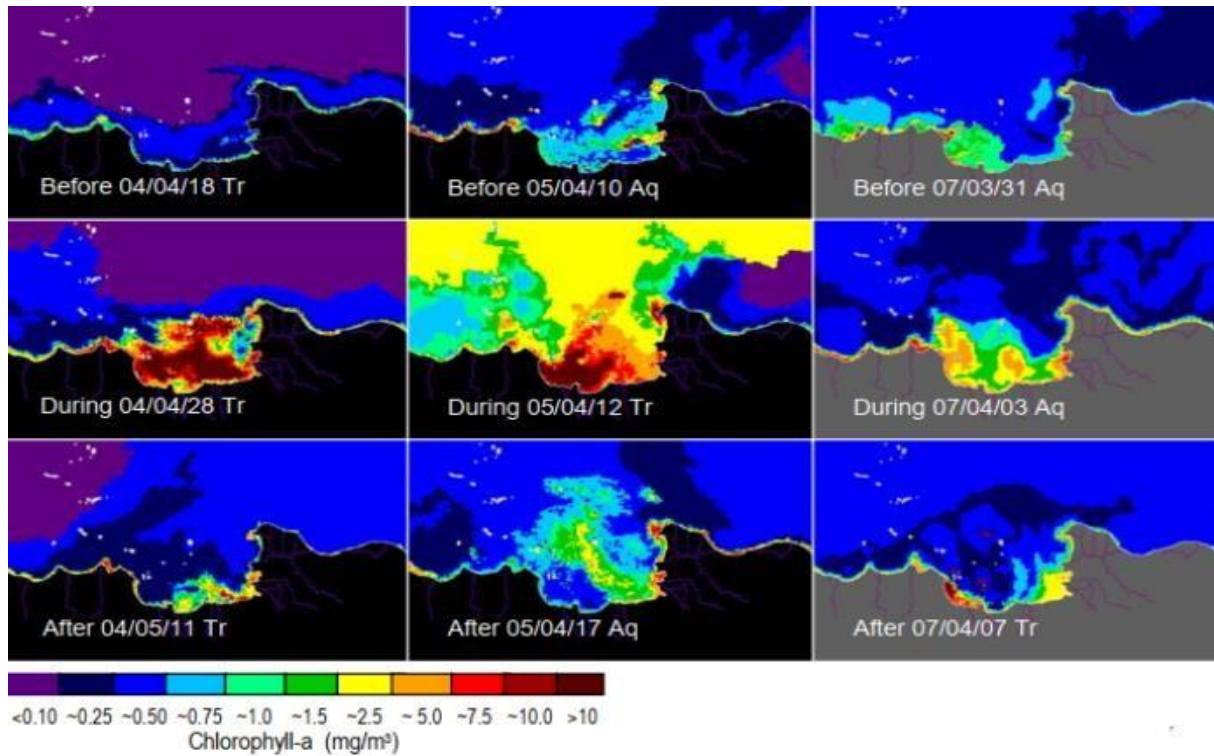 Before 04/04/18 Tr
Before 05/04/10 Aq
Before 07/03/31 Aq
During 04/04/28 Tr
During 05/04/12 Tr
During 07/04/03 Aq
After 04/05/11 Tr
After 05/04/17 Aq
After 07/04/07 Tr
<0.10 ~0.25 ~0.50 ~0.75 ~1.0 ~1.5 ~2.5 ~5.0 ~7.5 ~10.0 >10
Chlorophyll-a (mg/m³)